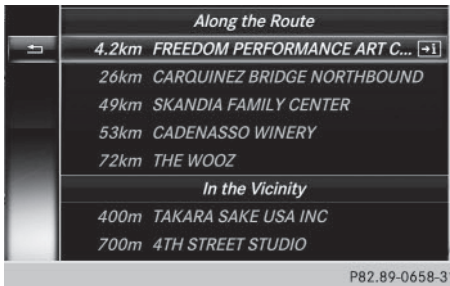 Along the Route
4.2km FREEDOM PERFORMANCE ART C...
26km CARQUINEZ BRIDGE NORTHBOUND
49km SKANDIA FAMILY CENTER
53km CADENASSO WINERY
72km THE WOOZ
In the Vicinity
400m TAKARA SAKE USA INC
700m 4TH STREET STUDIO
P82.89-0658-31